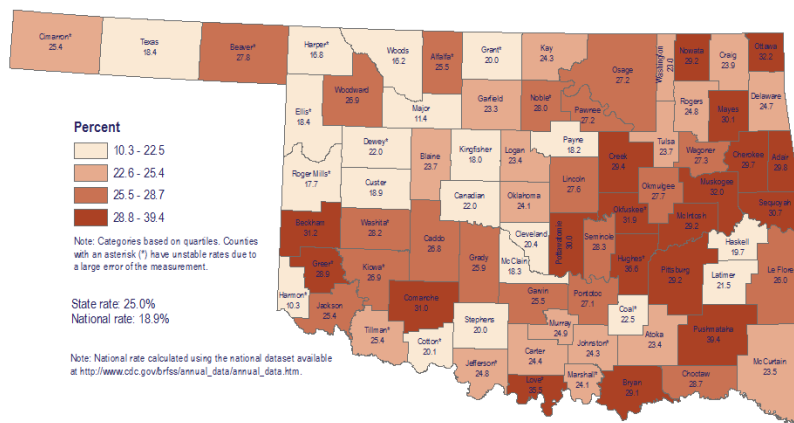 Cimarron*
25.4
Texas
18.4
Beaver*
27.8
Harper*
16.8
Woods
16.2
Alfalfa*
25.5
Grant*
20.0
Kay
24.3
Osage
27.2
Washington
23.0
Nowata
29.2
Craig
23.9
Ottawa
32.2
Ellis*
18.4
Woodward
26.9
Major
11.4
Garfield
23.3
Noble*
28.0
Pawnee
27.2
Rogers
24.8
Mayes
30.1
Delaware
24.7
Dewey*
22.0
Blaine
23.7
Kingfisher
18.0
Logan
23.4
Payne
18.2
Creek
29.4
Tulsa
23.7
Wagoner
27.3
Cherokee
29.7
Adair
29.8
Roger Mills*
17.7
Custer
18.9
Canadian
22.0
Oklahoma
24.1
Lincoln
27.6
Okmulgee
27.7
Muskogee
32.0
Sequoyah
30.7
Beckham
31.2
Washita*
28.2
Caddo
26.8
Grady
25.9
Cleveland
20.4
McClain
18.3
Pottawatomie
30.0
Seminole
28.3
Okfuskee*
31.9
McIntosh
29.2
Haskell
19.7
Greer*
28.9
Kiowa*
26.9
Hughes*
36.6
Pittsburg
29.2
Latimer
21.5
Le Flore
26.0
Harmon*
10.3
Jackson
25.4
Comanche
31.0
Stephens
20.0
Garvin
25.5
Pontotoc
27.1
Coal*
22.5
Tillman*
25.4
Cotton*
20.1
Jefferson*
24.8
Carter
24.4
Murray
24.9
Johnston*
24.3
Atoka
23.4
Pushmataha
39.4
McCurtain
23.5
Love*
35.5
Marshall*
24.1
Bryan
29.1
Choctaw
28.7
Percent
10.3 - 22.5
22.6 - 25.4
25.5 - 28.7
28.8 - 39.4
Note: Categories based on quartiles. Counties
with an asterisk (*) have unstable rates due to
a large error of the measurement.
State rate: 25.0%
National rate: 18.9%
Note: National rate calculated using the national dataset available
at http://www.cdc.gov/brfss/annual_data/annual_data.htm.